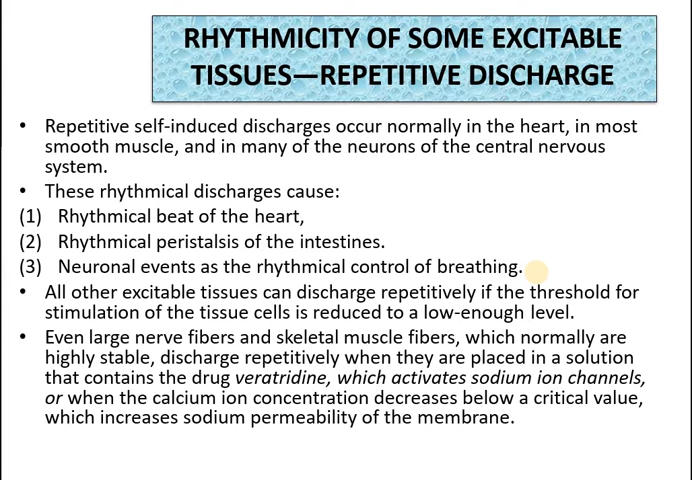 RHYTHMICITY OF SOME EXCITABLE
TISSUES—REPETITIVE DISCHARGE
• Repetitive self-induced discharges occur normally in the heart, in most
smooth muscle, and in many of the neurons of the central nervous
system.
• These rhythmical discharges cause:
(1) Rhythmical beat of the heart,
(2) Rhythmical peristalsis of the intestines.
(3) Neuronal events as the rhythmical control of breathing.
• All other excitable tissues can discharge repetitively if the threshold for
stimulation of the tissue cells is reduced to a low-enough level.
• Even large nerve fibers and skeletal muscle fibers, which normally are
highly stable, discharge repetitively when they are placed in a solution
that contains the drug veratridine, which activates sodium ion channels,
or when the calcium ion concentration decreases below a critical value,
which increases sodium permeability of the membrane.